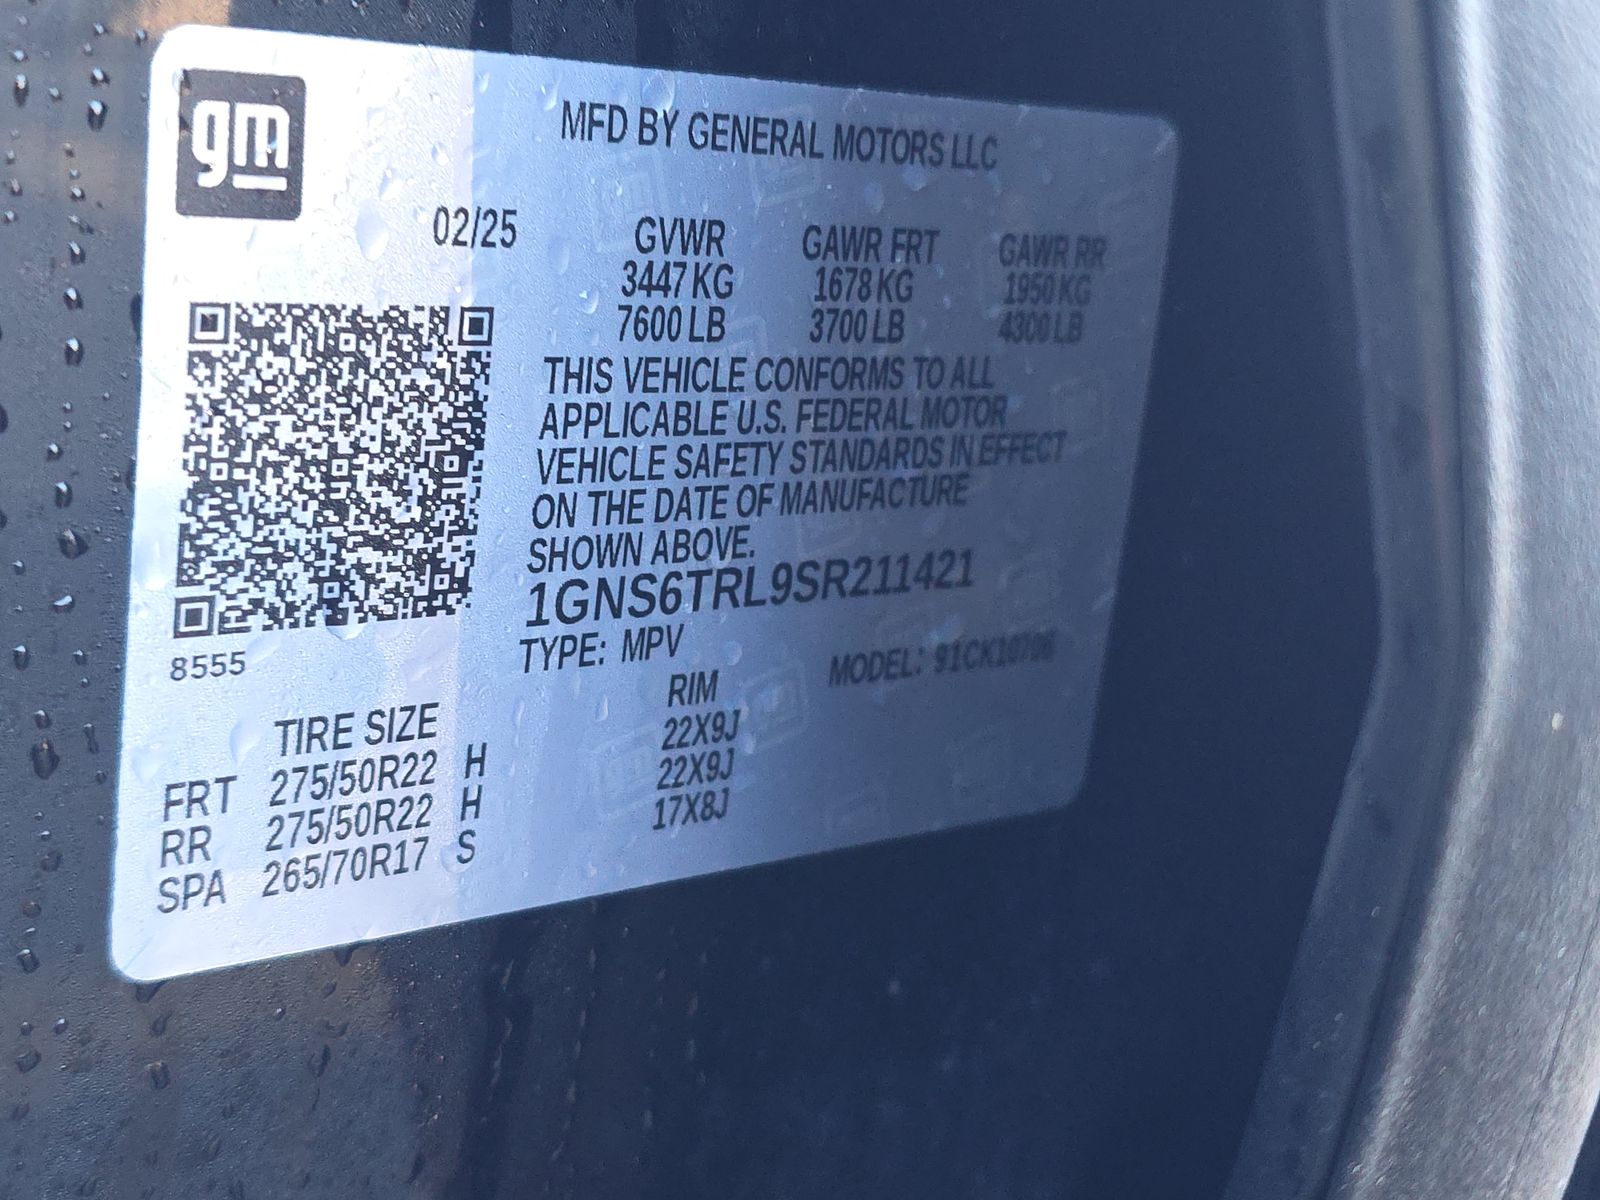 gm
MFD BY GENERAL MOTORS LLC
02/25 GVWR GAWR FRT GAWR RR
3447 KG 1678 KG 1950 KG
7600 LB 3700 LB 4300 LB
THIS VEHICLE CONFORMS TO ALL
APPLICABLE U.S. FEDERAL MOTOR
VEHICLE SAFETY STANDARDS IN EFFECT
ON THE DATE OF MANUFACTURE
SHOWN ABOVE.
1GNS6TRL9SR211421
8555
TYPE: MPV MODEL:
TIRE SIZE RIM
FRT 275/50R22 H 22X9J
RR 275/50R22 H 22X9J
SPA 265/70R17 S 17X8J